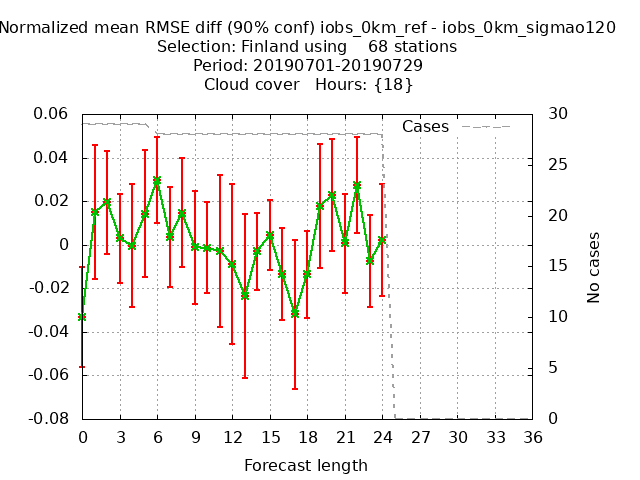 Normalized mean RMSE diff (90% conf) iobs_0km_ref - iobs_0km_sigmao120
Selection: Finland using    68 stations
Period: 20190701-20190729
Cloud cover   Hours: {18}
Cases
0.06
0.04
0.02
0
-0.02
-0.04
-0.06
-0.08
30
25
20
15
10
5
0
No cases
0 3 6 9 12 15 18 21 24 27 30 33 36
Forecast length